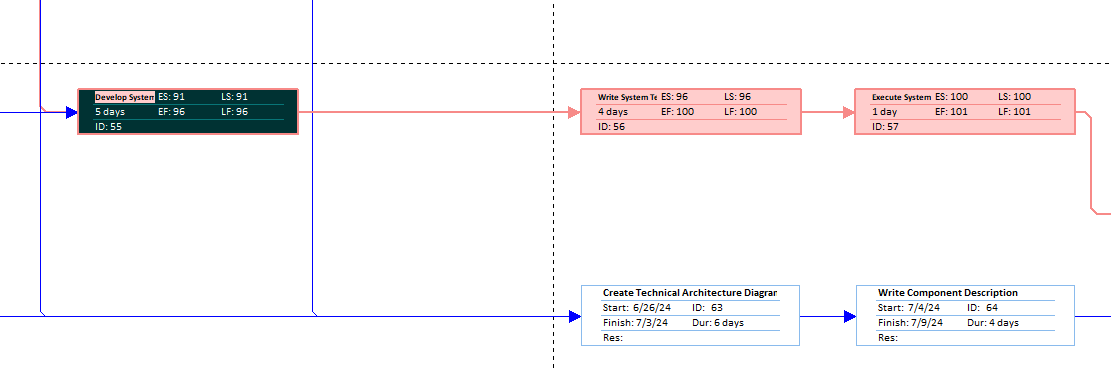 Develop System ES: 91 LS: 91
5 days EF: 96 LF: 96
ID: 55
Write System Te ES: 96 LS: 96
4 days EF: 100 LF: 100
ID: 56
Execute System ES: 100 LS: 100
1 day EF: 101 LF: 101
ID: 57
Create Technical Architecture Diagrar
Start: 6/26/24 ID: 63
Finish: 7/3/24 Dur: 6 days
Res:
Write Component Description
Start: 7/4/24 ID: 64
Finish: 7/9/24 Dur: 4 days
Res: